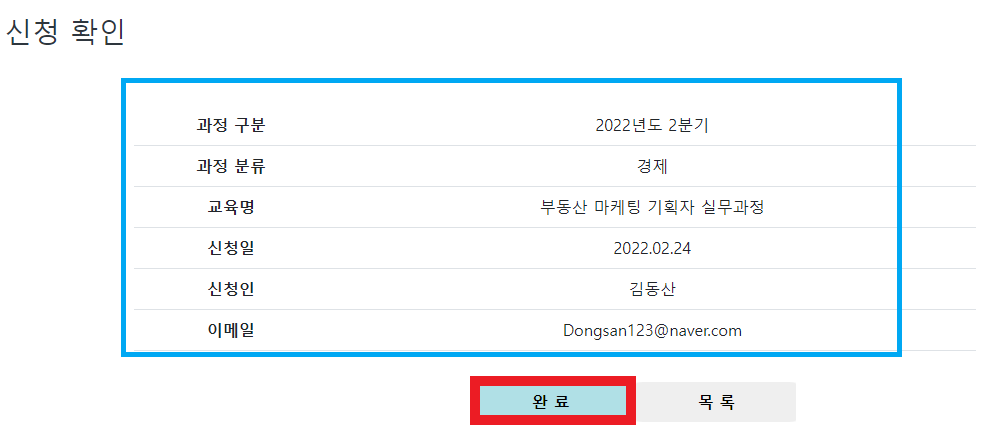 신청 확인
과정 구분 2022년도 2분기
과정 분류 경제
교육명 부동산 마케팅 기획자 실무과정
신청일 2022.02.24
신청인 김동산
이메일 Dongsan123@naver.com
완 료 목 록